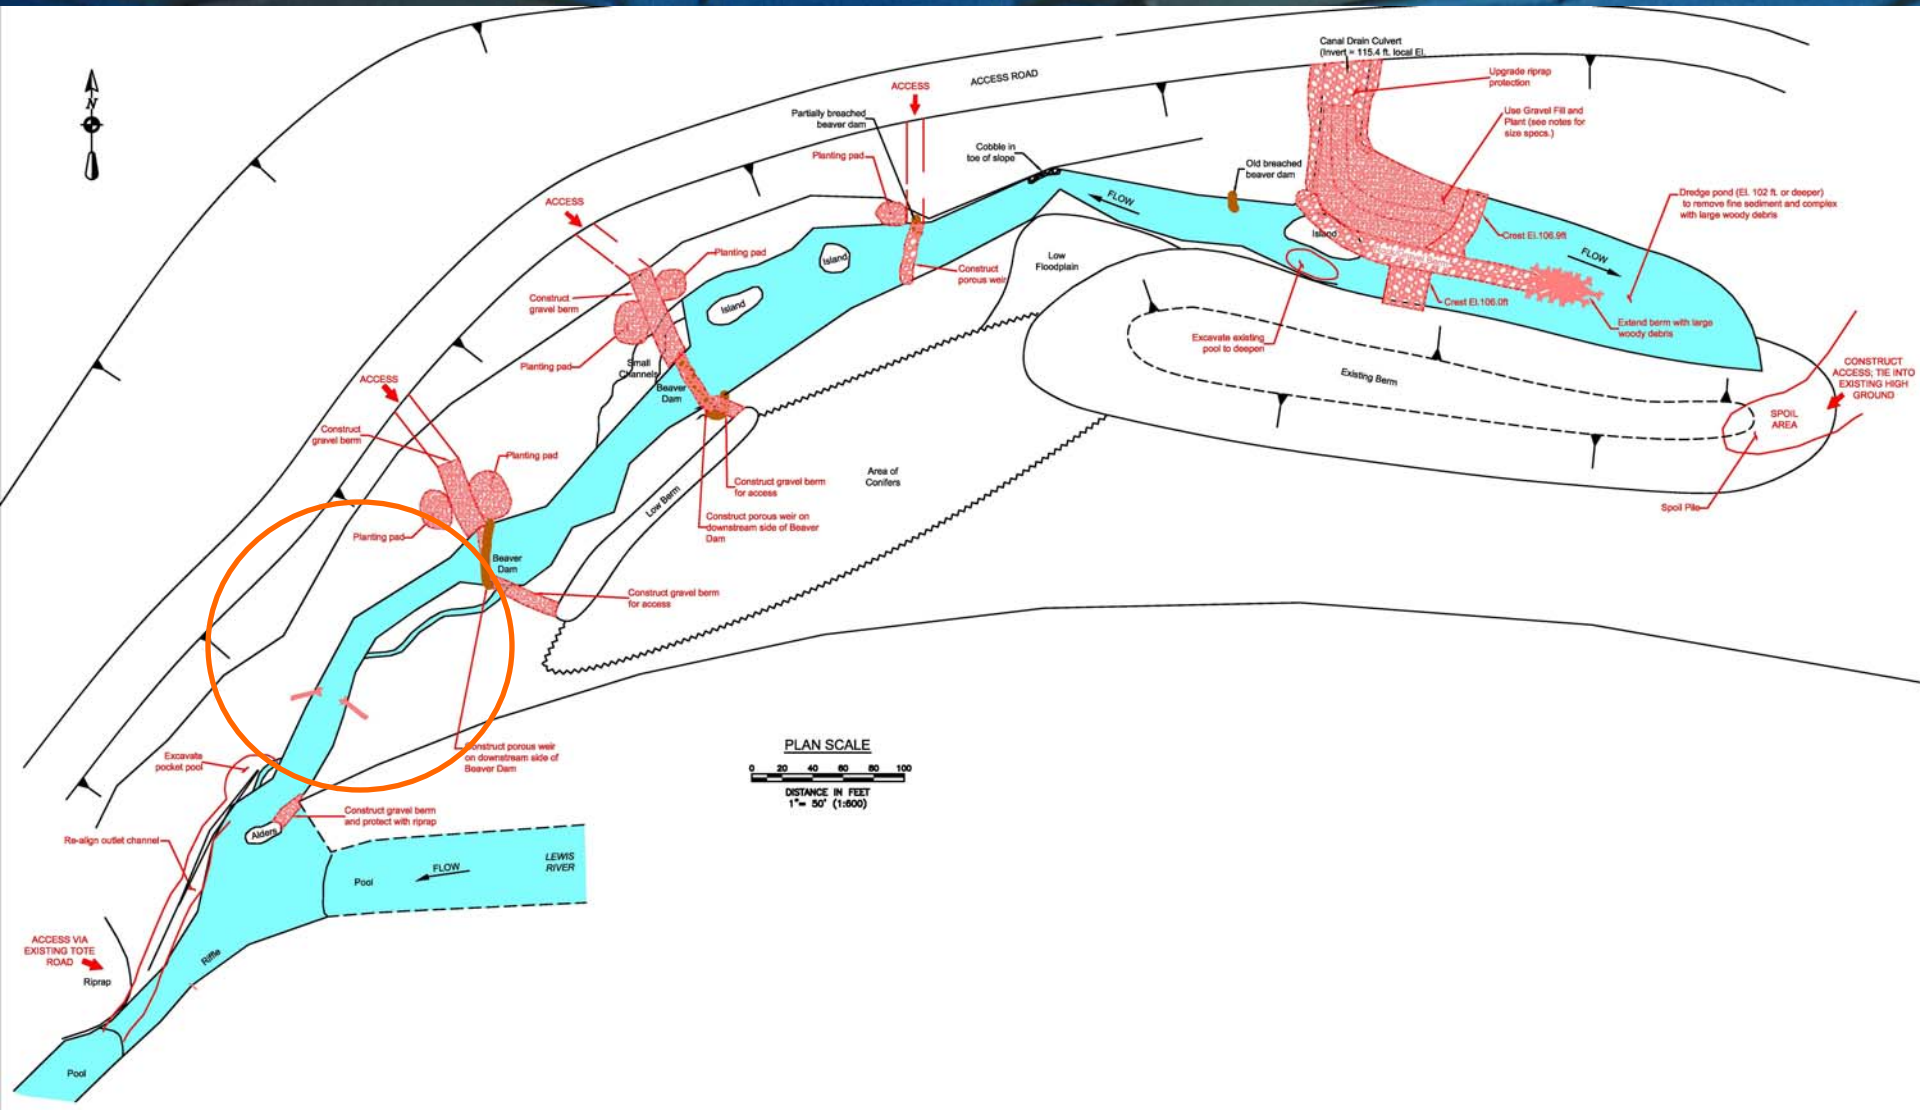 Canal Drain Culvert
(Invert = 115.4 ft. local El.
Upgrade riprap
protection
ACCESS ROAD
N
ACCESS
Partially breached
beaver dam
Use Gravel Fill and
Plant (see notes for
size specs.)
Planting pad
Cobble in
toe of slope
Old breached
beaver dam
Dredge pond (El. 102 ft. or deeper)
to remove fine sediment and complex
with large woody debris
FLOW
ACCESS
Island
Crest El.106.9ft
FLOW
Planting pad
Island
Low
Floodplain
Construct
porous weir
Construct
gravel berm
Island
Crest El.106.0ft
Extend berm with large
woody debris
Excavate existing
pool to deepen
Planting pad
Small
Channels
Beaver
Dam
Existing Berm
CONSTRUCT
ACCESS; TIE INTO
EXISTING HIGH
GROUND
ACCESS
SPOIL
AREA
Construct
gravel berm
Planting pad
Area of
Conifers
Construct gravel berm
for access
Low Berm
Spoil Pile
Construct porous weir on
downstream side of Beaver
Dam
Planting pad
Beaver
Dam
Construct gravel berm
for access
Construct porous weir
on downstream side of
Beaver Dam
PLAN SCALE
0 20 40 60 80 100
DISTANCE IN FEET
1"= 50' (1:600)
Excavate
pocket pool
Construct gravel berm
and protect with riprap
Alders
Re-align outlet channel
LEWIS
RIVER
FLOW
Pool
ACCESS VIA
EXISTING TOTE
ROAD
Riffle
Riprap
Pool